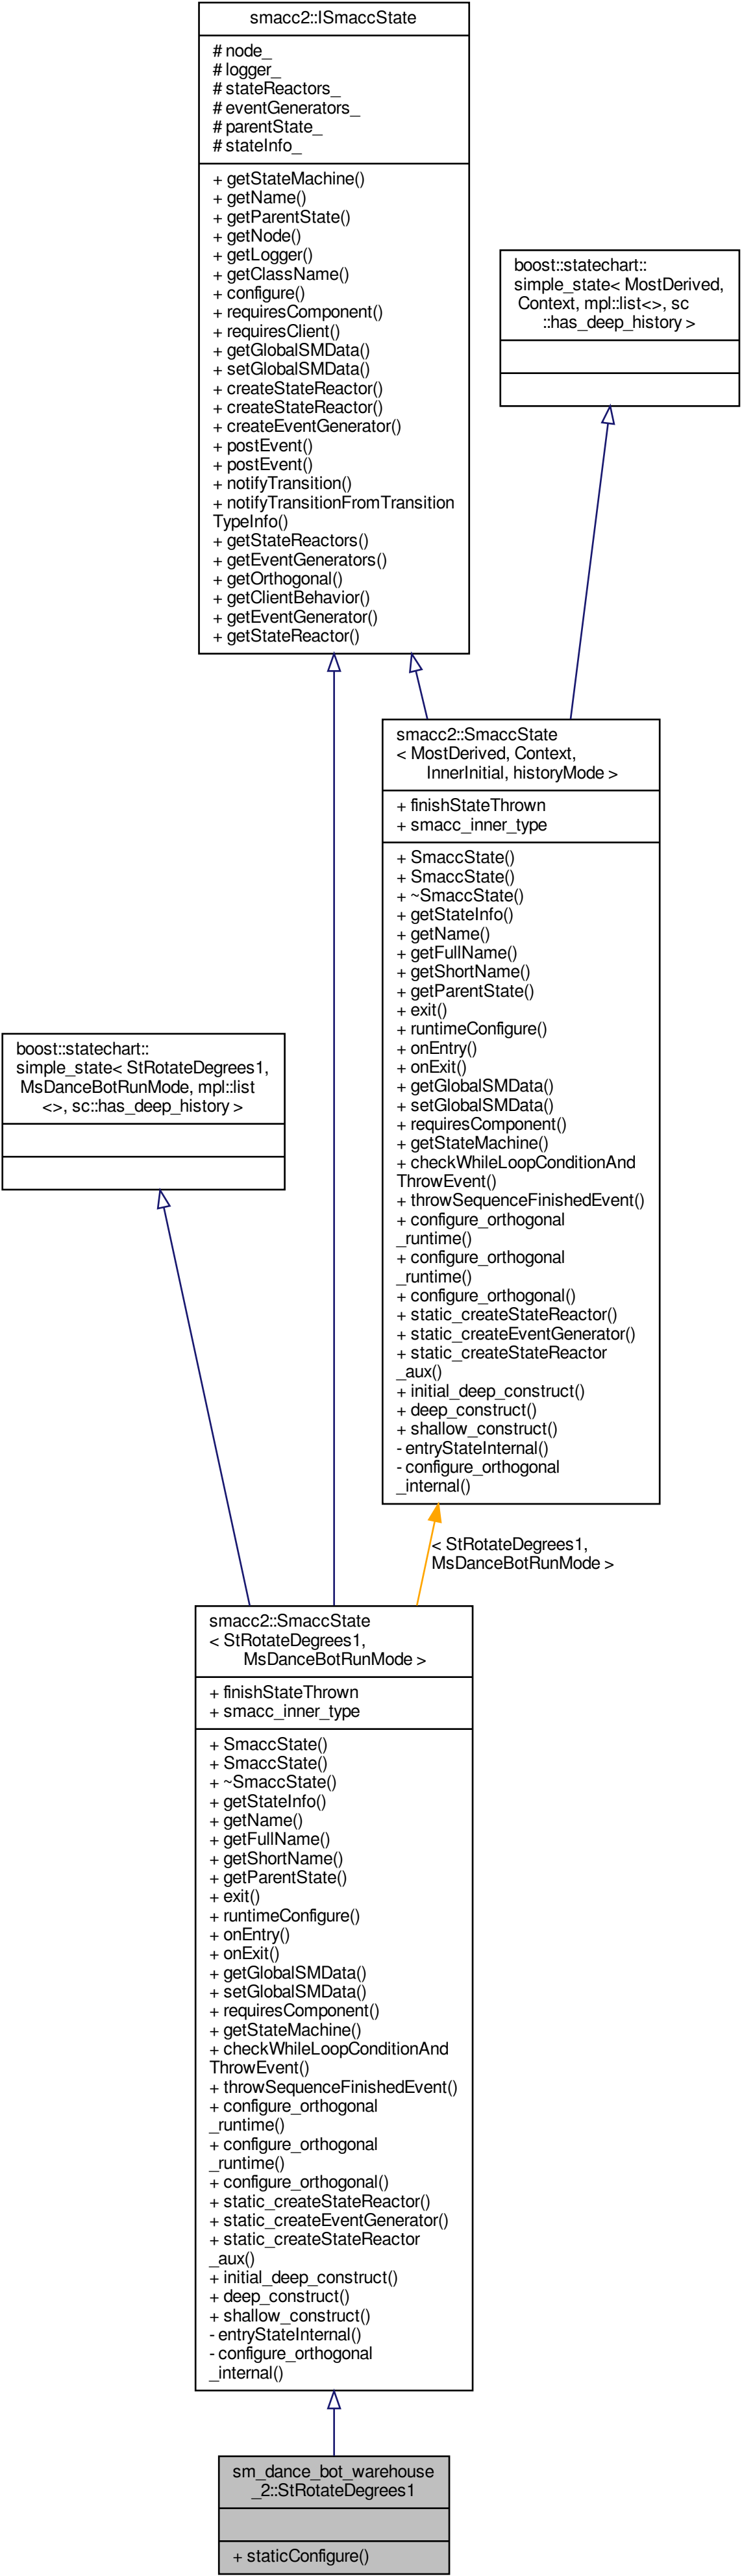 smacc2::ISmaccState
# node_
# logger_
# stateReactors_
# eventGenerators_
# parentState_
# stateInfo_
+ getStateMachine()
+ getName()
+ getParentState()
+ getNode()
+ getLogger()
+ getClassName()
+ configure()
+ requiresComponent()
+ requiresClient()
+ getGlobalSMData()
+ setGlobalSMData()
+ createStateReactor()
+ createStateReactor()
+ createEventGenerator()
+ postEvent()
+ postEvent()
+ notifyTransition()
+ notifyTransitionFromTransition
TypeInfo()
+ getStateReactors()
+ getEventGenerators()
+ getOrthogonal()
+ getClientBehavior()
+ getEventGenerator()
+ getStateReactor()
boost::statechart::
simple_state< MostDerived,
Context, mpl::list<>, sc
::has_deep_history >
smacc2::SmaccState
< MostDerived, Context,
InnerInitial, historyMode >
+ finishStateThrown
+ smacc_inner_type
+ SmaccState()
+ SmaccState()
+ ~SmaccState()
+ getStateInfo()
+ getName()
+ getFullName()
+ getShortName()
+ getParentState()
+ exit()
+ runtimeConfigure()
+ onEntry()
+ onExit()
+ getGlobalSMData()
+ setGlobalSMData()
+ requiresComponent()
+ getStateMachine()
+ checkWhileLoopConditionAnd
ThrowEvent()
+ throwSequenceFinishedEvent()
+ configure_orthogonal
_runtime()
+ configure_orthogonal
_runtime()
+ configure_orthogonal()
+ static_createStateReactor()
+ static_createEventGenerator()
+ static_createStateReactor
_aux()
+ initial_deep_construct()
+ deep_construct()
+ shallow_construct()
- entryStateInternal()
- configure_orthogonal
_internal()
boost::statechart::
simple_state< StRotateDegrees1,
MsDanceBotRunMode, mpl::list
<>, sc::has_deep_history >
< StRotateDegrees1,
MsDanceBotRunMode >
smacc2::SmaccState
< StRotateDegrees1,
MsDanceBotRunMode >
+ finishStateThrown
+ smacc_inner_type
+ SmaccState()
+ SmaccState()
+ ~SmaccState()
+ getStateInfo()
+ getName()
+ getFullName()
+ getShortName()
+ getParentState()
+ exit()
+ runtimeConfigure()
+ onEntry()
+ onExit()
+ getGlobalSMData()
+ setGlobalSMData()
+ requiresComponent()
+ getStateMachine()
+ checkWhileLoopConditionAnd
ThrowEvent()
+ throwSequenceFinishedEvent()
+ configure_orthogonal
_runtime()
+ configure_orthogonal
_runtime()
+ configure_orthogonal()
+ static_createStateReactor()
+ static_createEventGenerator()
+ static_createStateReactor
_aux()
+ initial_deep_construct()
+ deep_construct()
+ shallow_construct()
- entryStateInternal()
- configure_orthogonal
_internal()
sm_dance_bot_warehouse
_2::StRotateDegrees1
+ staticConfigure()